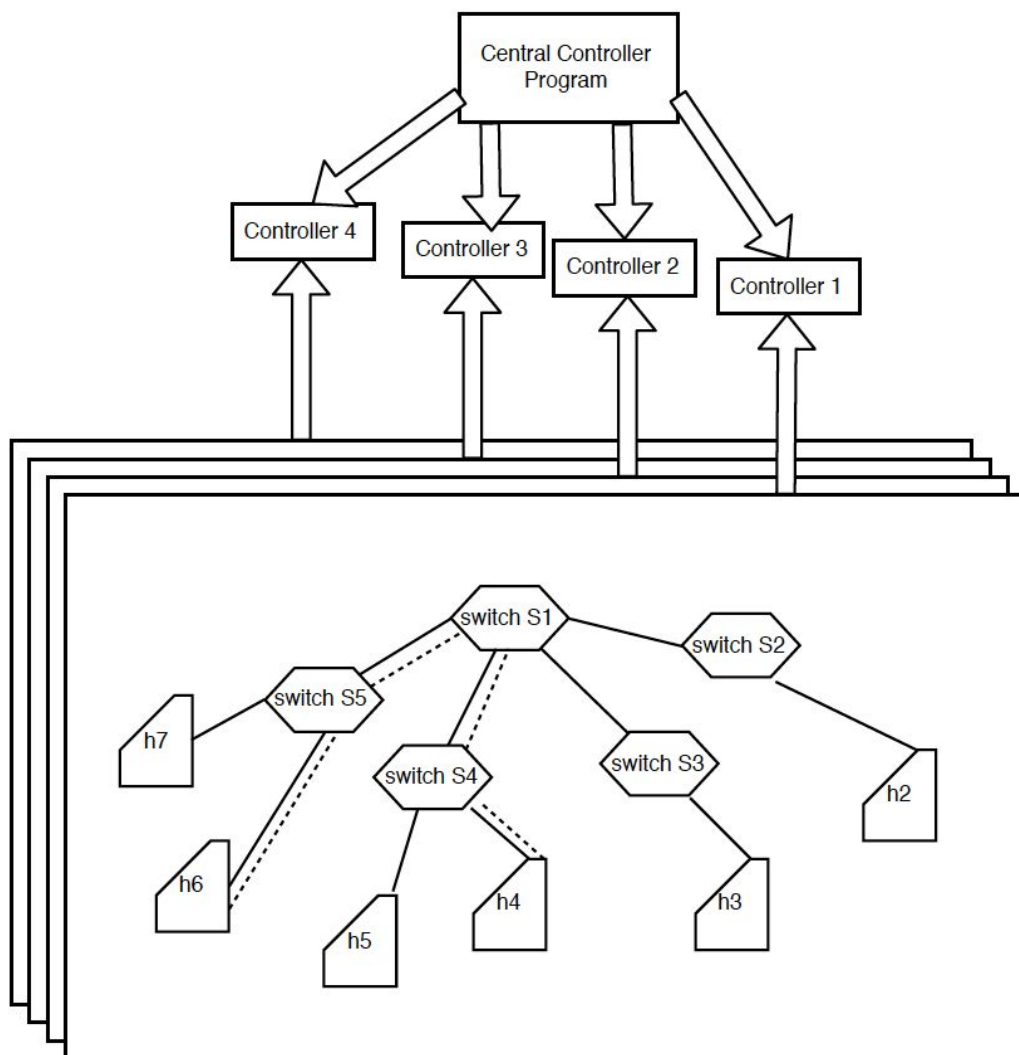 Central Controller
Program
Controller 4
Controller 3
Controller 2
Controller 1
switch S1
switch S2
switch S5
h7
switch S4
switch S3
h2
h6
h5
h4
h3